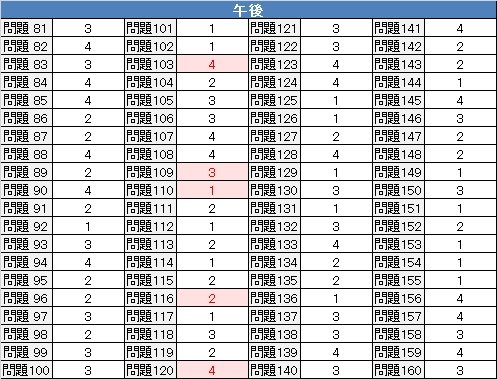 午後
問題 81 3 問題101 1 問題121 3 問題141 4
問題 82 4 問題102 1 問題122 3 問題142 2
問題 83 3 問題103 4 問題123 4 問題143 2
問題 84 4 問題104 2 問題124 4 問題144 1
問題 85 4 問題105 3 問題125 1 問題145 4
問題 86 2 問題106 3 問題126 1 問題146 3
問題 87 2 問題107 4 問題127 2 問題147 2
問題 88 4 問題108 4 問題128 4 問題148 2
問題 89 2 問題109 3 問題129 1 問題149 1
問題 90 4 問題110 1 問題130 3 問題150 3
問題 91 2 問題111 2 問題131 1 問題151 1
問題 92 1 問題112 1 問題132 3 問題152 2
問題 93 3 問題113 2 問題133 4 問題153 1
問題 94 4 問題114 1 問題134 2 問題154 1
問題 95 2 問題115 2 問題135 2 問題155 1
問題 96 2 問題116 2 問題136 1 問題156 4
問題 97 3 問題117 1 問題137 3 問題157 4
問題 98 2 問題118 3 問題138 3 問題158 3
問題 99 3 問題119 2 問題139 4 問題159 4
問題100 3 問題120 4 問題140 3 問題160 3